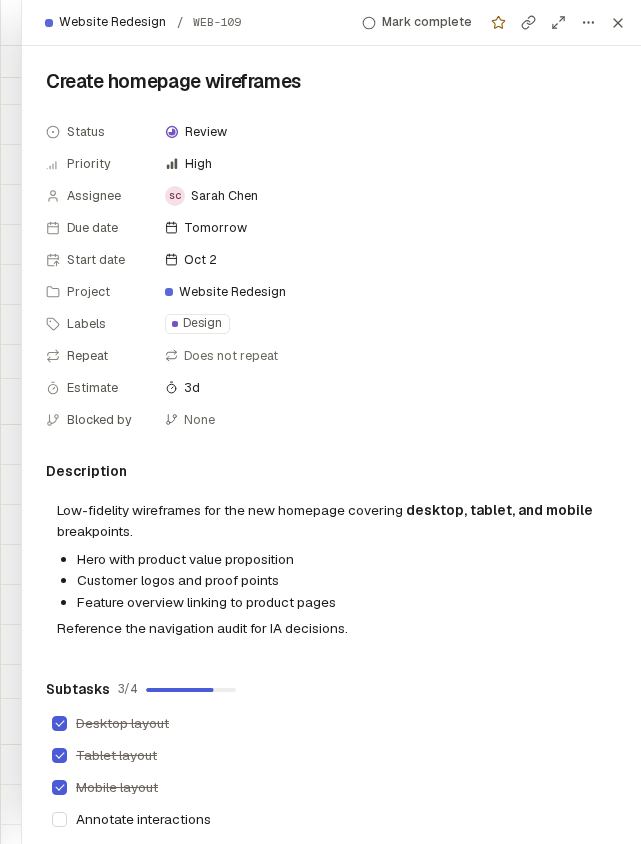 Website Redesign / WEB-109 Mark complete
Create homepage wireframes
Status Review
Priority High
Assignee SC Sarah Chen
Due date Tomorrow
Start date Oct 2
Project Website Redesign
Labels Design
Repeat Does not repeat
Estimate 3d
Blocked by None
Description
Low-fidelity wireframes for the new homepage covering desktop, tablet, and mobile
breakpoints.
Hero with product value proposition
Customer logos and proof points
Feature overview linking to product pages
Reference the navigation audit for IA decisions.
Subtasks 3/4
Desktop layout
Tablet layout
Mobile layout
Annotate interactions